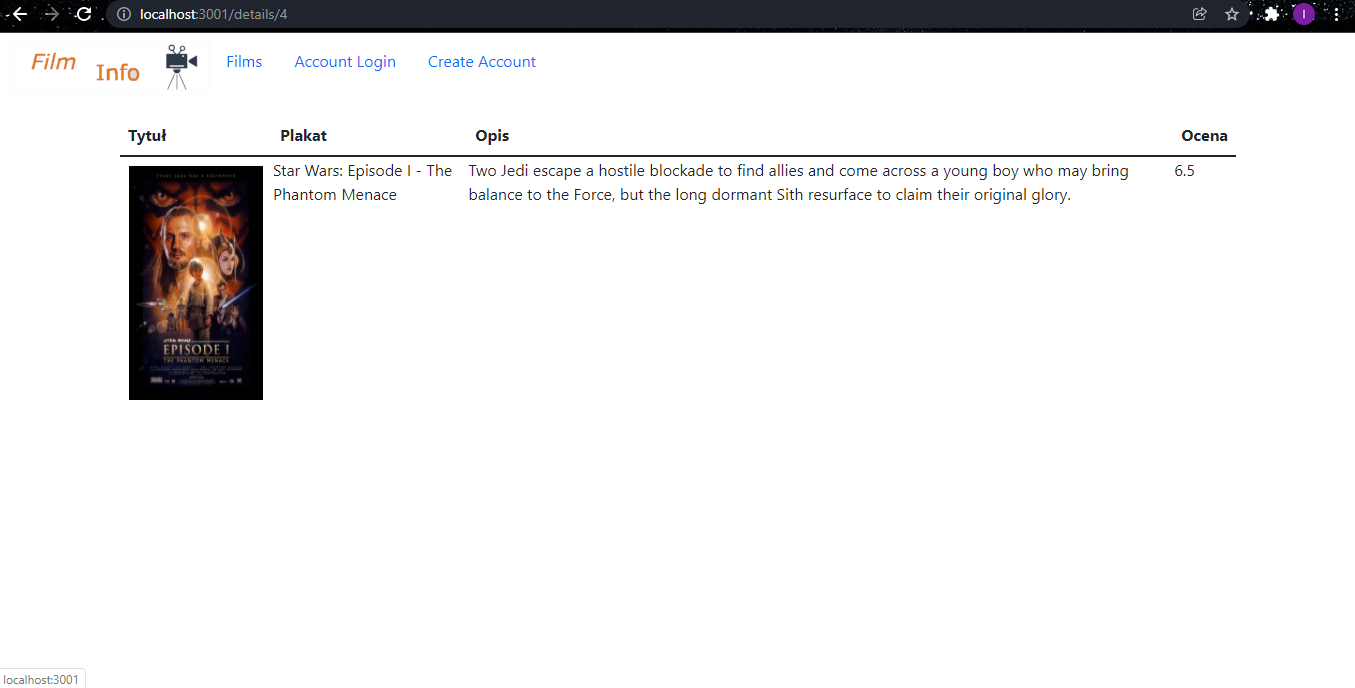 localhost:3001/details/4
I
Film
Info
Films
Account Login
Create Account
Tytuł
Plakat
Opis
Ocena
STAR WARS
EPISODE I
THE PHANTOM MENACE
Star Wars: Episode I - The
Phantom Menace
Two Jedi escape a hostile blockade to find allies and come across a young boy who may bring
balance to the Force, but the long dormant Sith resurface to claim their original glory.
6.5
localhost:3001